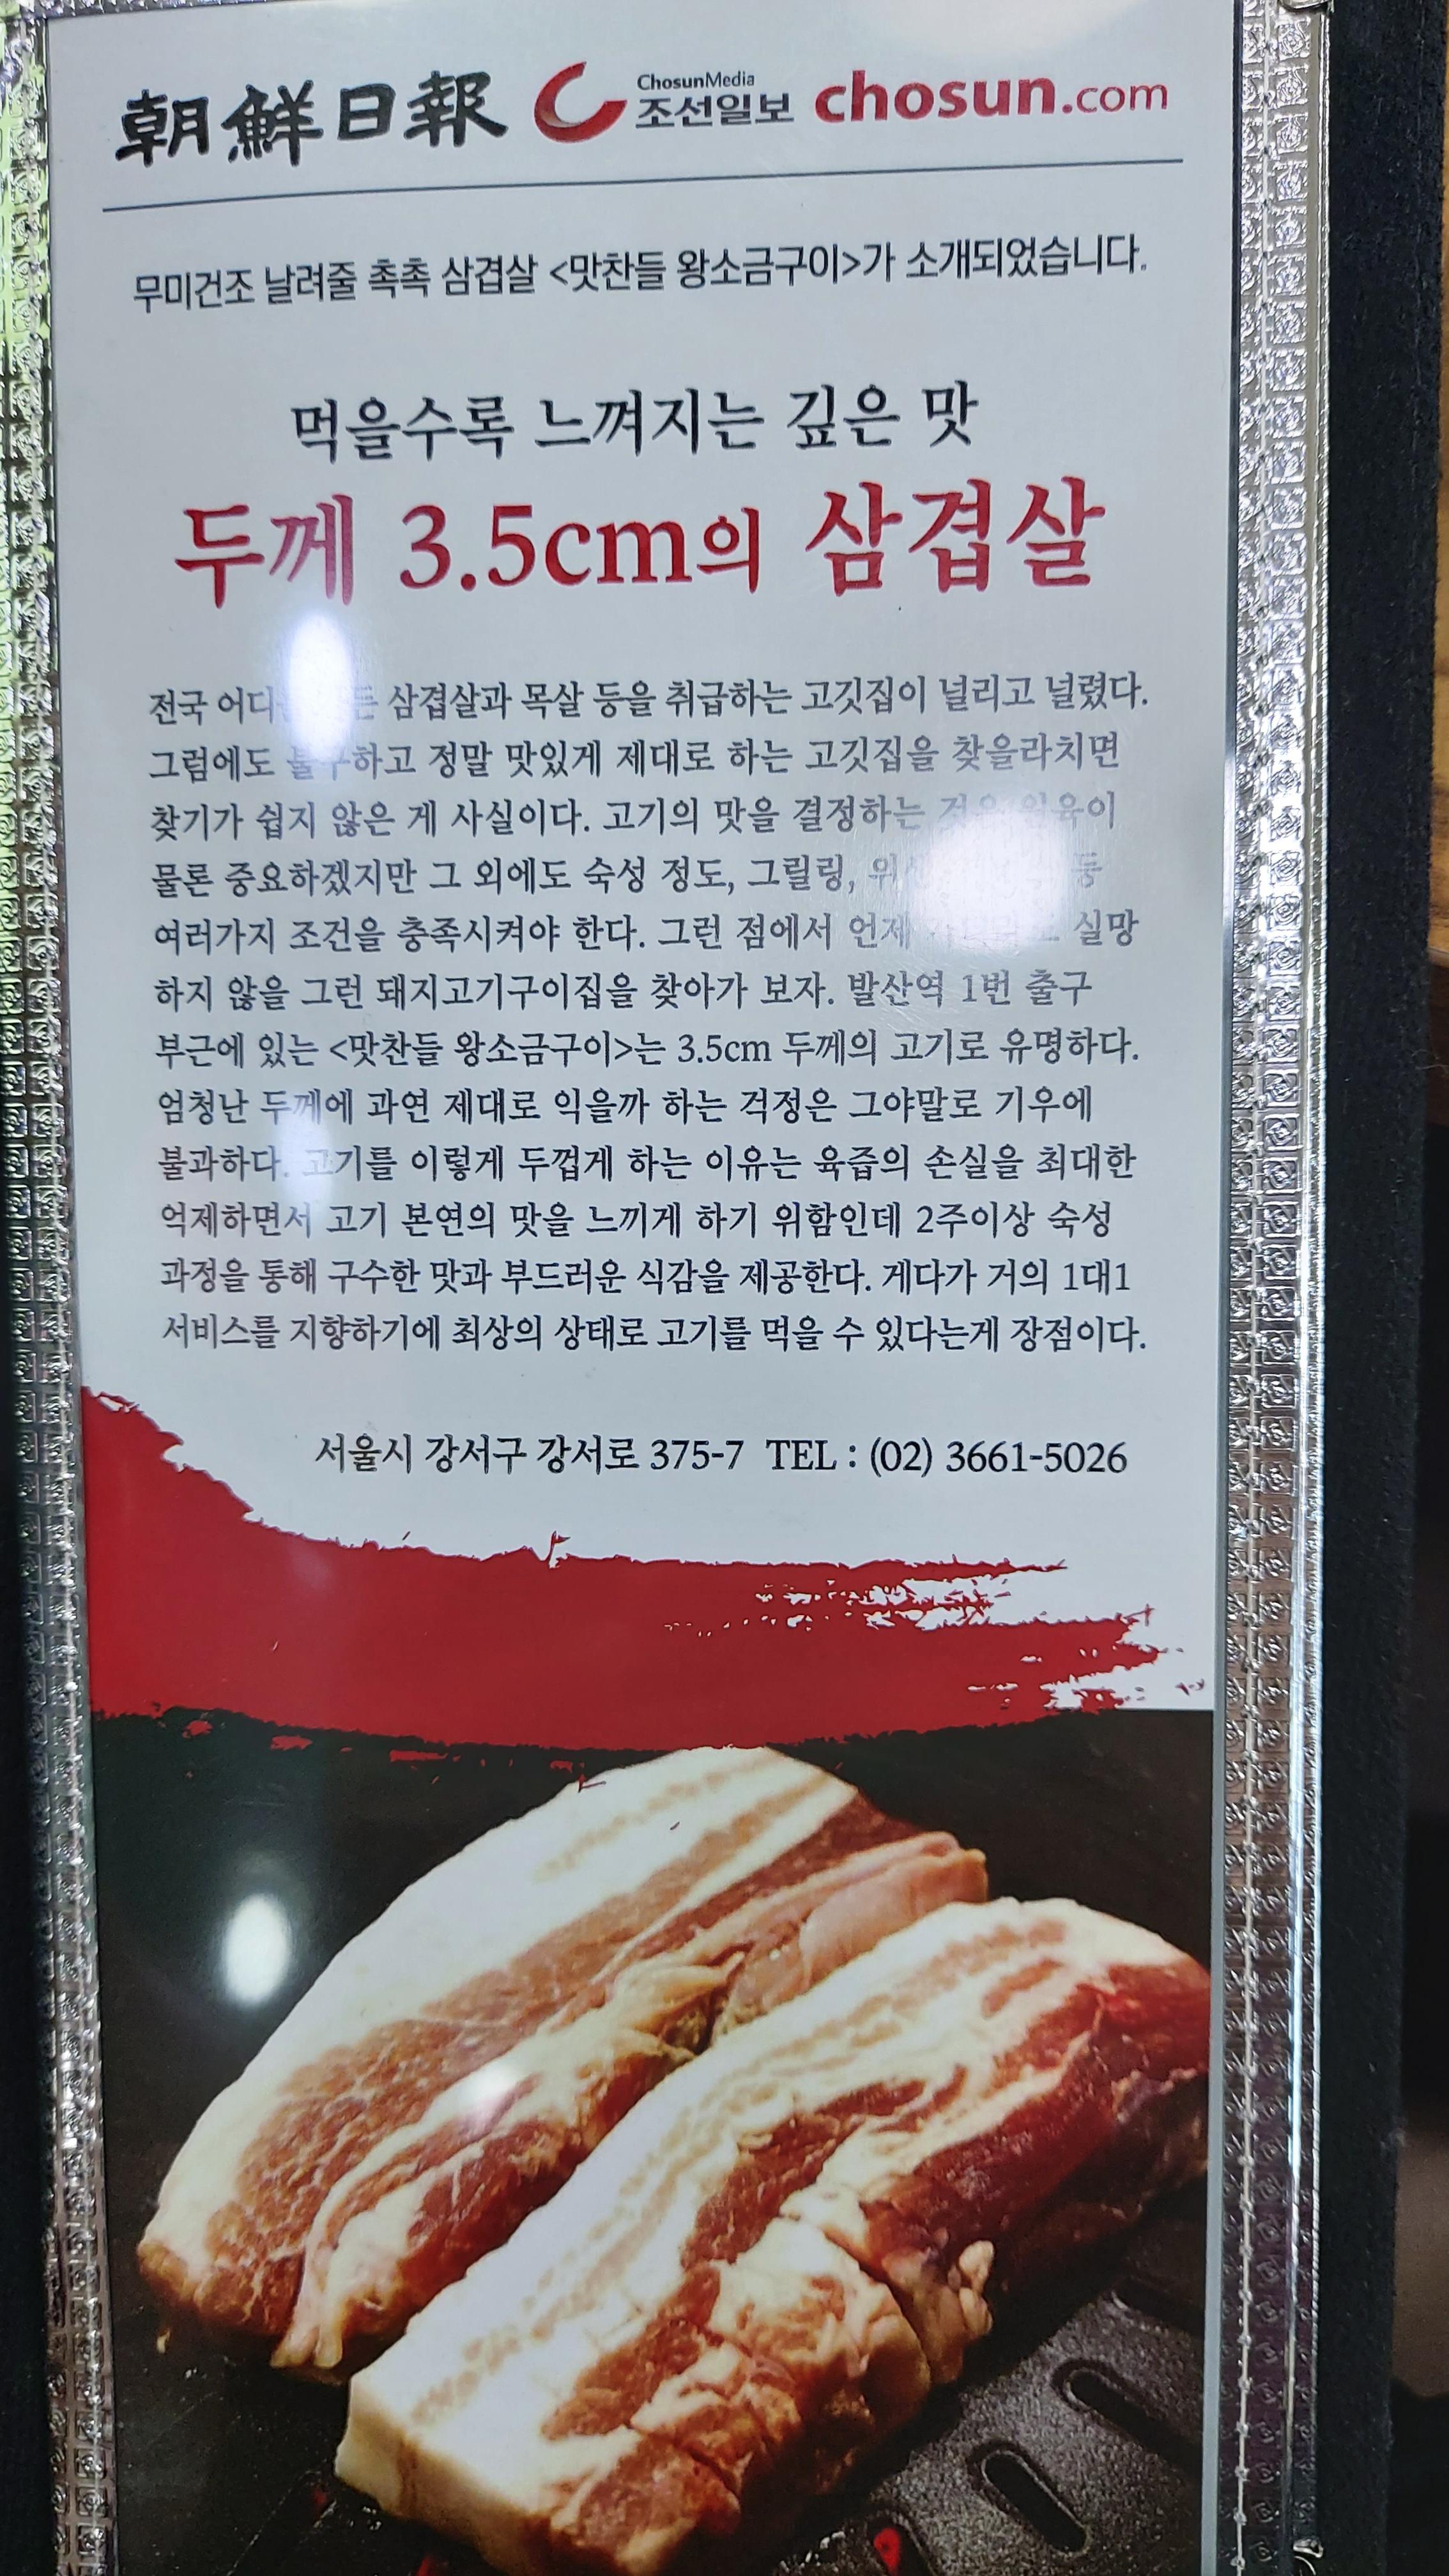 朝鮮日報 ChosunMedia 조선일보 chosun.com
무미건조 날려줄 촉촉 삼겹살 <맛찬들 왕소금구이>가 소개되었습니다.
먹을수록 느껴지는 깊은 맛
두께 3.5cm의 삼겹살
전국 삼겹살과 목살 등을 취급하는 고깃집이 널리고 널렸다.
그럼에도 불구하고 정말 맛있게 제대로 하는 고깃집을 찾을라치면
찾기가 쉽지 않은 게 사실이다. 고기의 맛을 결정하는 것은 원육이
물론 중요하겠지만 그 외에도 숙성 정도, 그릴링, 등
여러가지 조건을 충족시켜야 한다. 그런 점에서 언제 실망
하지 않을 그런 돼지고기구이집을 찾아가 보자. 발산역 1번 출구
부근에 있는 <맛찬들 왕소금구이>는 3.5cm 두께의 고기로 유명하다.
엄청난 두께에 과연 제대로 익을까 하는 걱정은 그야말로 기우에
불과하다. 고기를 이렇게 두껍게 하는 이유는 육즙의 손실을 최대한
억제하면서 고기 본연의 맛을 느끼게 하기 위함인데 2주이상 숙성
과정을 통해 구수한 맛과 부드러운 식감을 제공한다. 게다가 거의 1대1
서비스를 지향하기에 최상의 상태로 고기를 먹을 수 있다는게 장점이다.
서울시 강서구 강서로 375-7 TEL : (02) 3661-5026